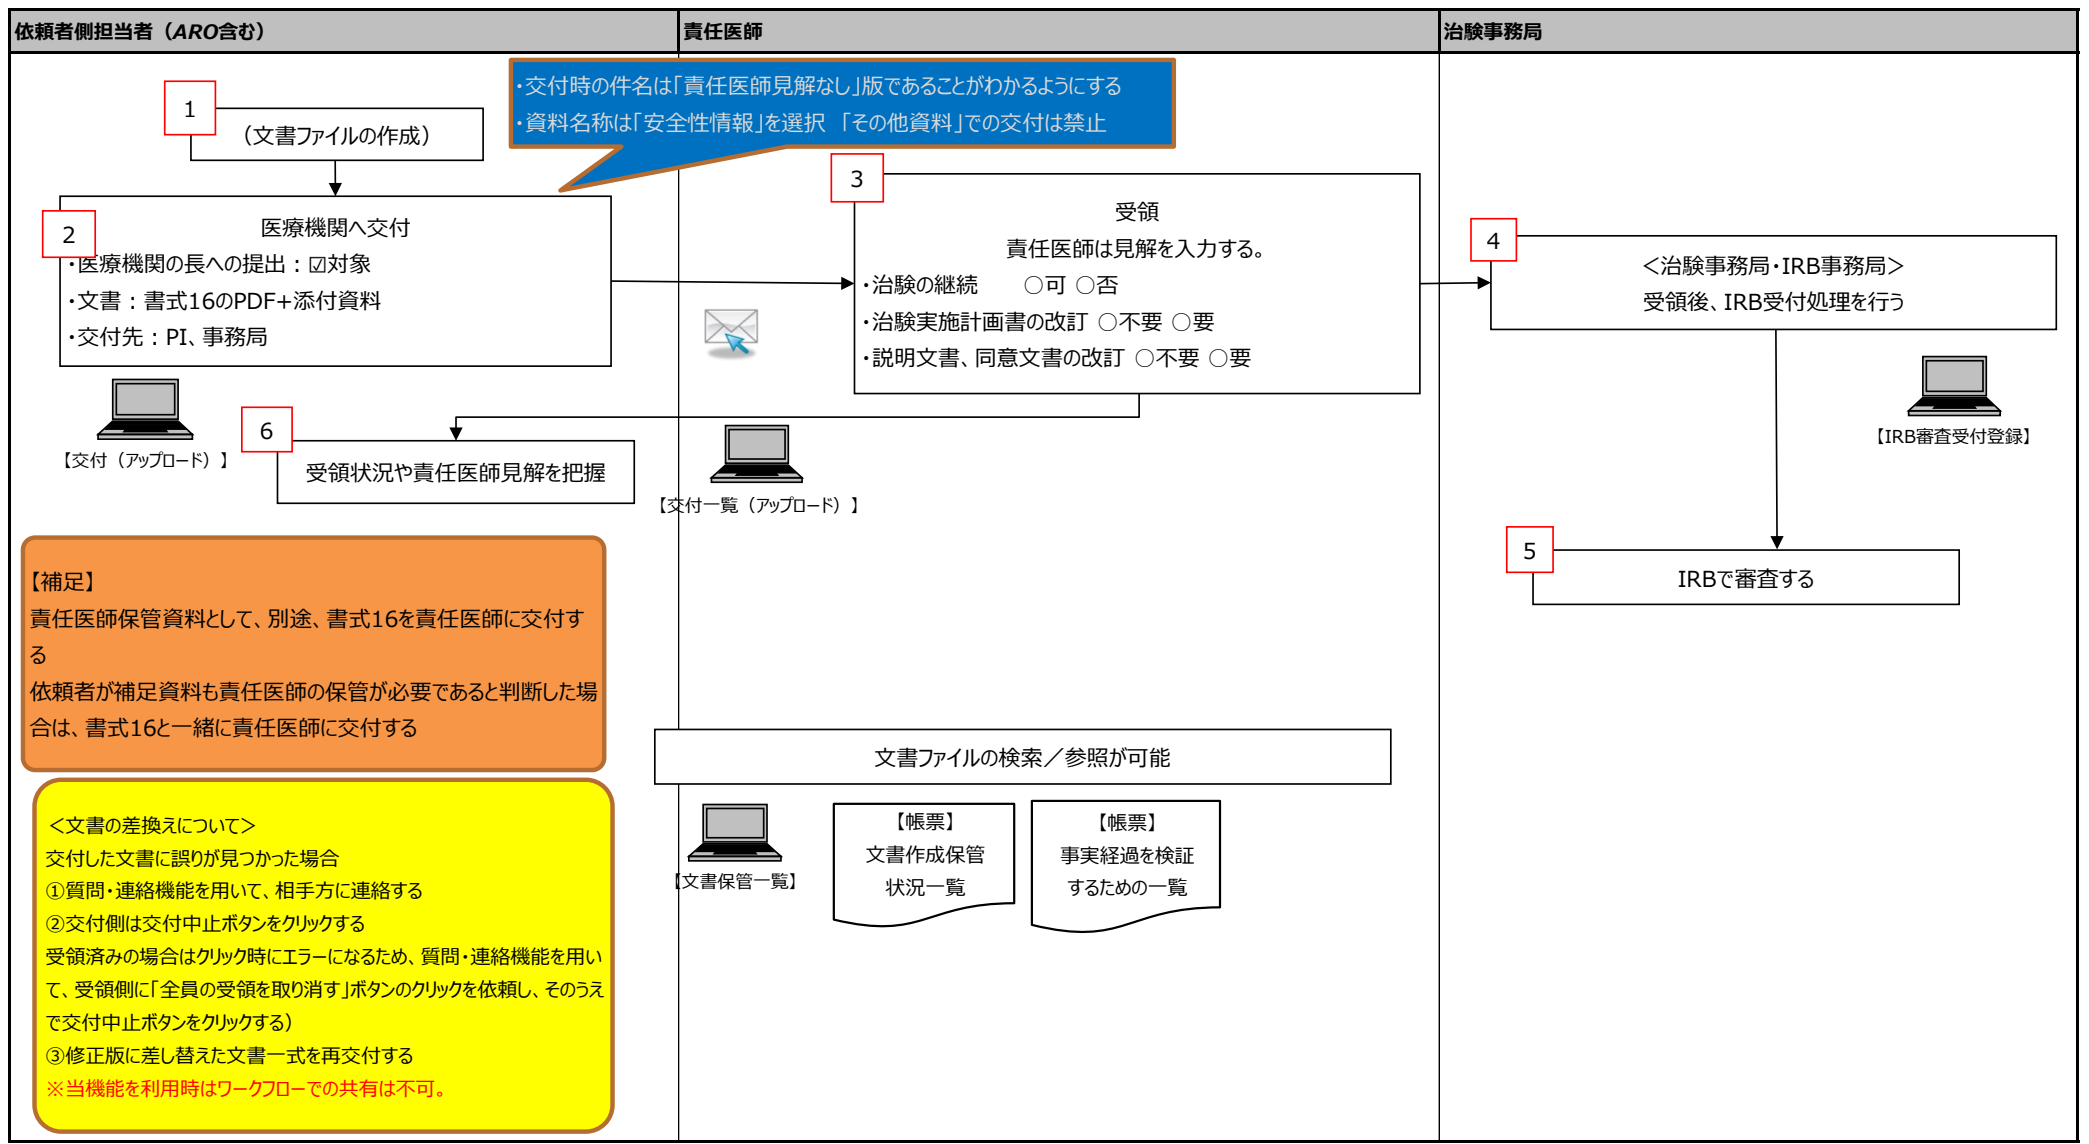 依頼者側担当者（ARO含む）
責任医師
治験事務局
・交付時の件名は「責任医師見解なし」版であることがわかるようにする
・資料名称は「安全性情報」を選択　「その他資料」での交付は禁止
1
（文書ファイルの作成）
2
医療機関へ交付
・医療機関の長への提出：☑対象
・文書：書式16のPDF+添付資料
・交付先：PI、事務局
【交付（アップロード）】
3
受領
責任医師は見解を入力する。
・治験の継続　　○可 ○否
・治験実施計画書の改訂 ○不要 ○要
・説明文書、同意文書の改訂 ○不要 ○要
4
＜治験事務局・IRB事務局＞
受領後、IRB受付処理を行う
【IRB審査受付登録】
6
受領状況や責任医師見解を把握
【交付一覧（アップロード）】
5
IRBで審査する
【補足】
責任医師保管資料として、別途、書式16を責任医師に交付す
る
依頼者が補足資料も責任医師の保管が必要であると判断した場
合は、書式16と一緒に責任医師に交付する
文書ファイルの検索／参照が可能
【文書保管一覧】
【帳票】
文書作成保管
状況一覧
【帳票】
事実経過を検証
するための一覧
＜文書の差換えについて＞
交付した文書に誤りが見つかった場合
①質問・連絡機能を用いて、相手方に連絡する
②交付側は交付中止ボタンをクリックする
受領済みの場合はクリック時にエラーになるため、質問・連絡機能を用い
て、受領側に「全員の受領を取り消す」ボタンのクリックを依頼し、そのうえ
で交付中止ボタンをクリックする）
③修正版に差し替えた文書一式を再交付する
※当機能を利用時はワークフローでの共有は不可。